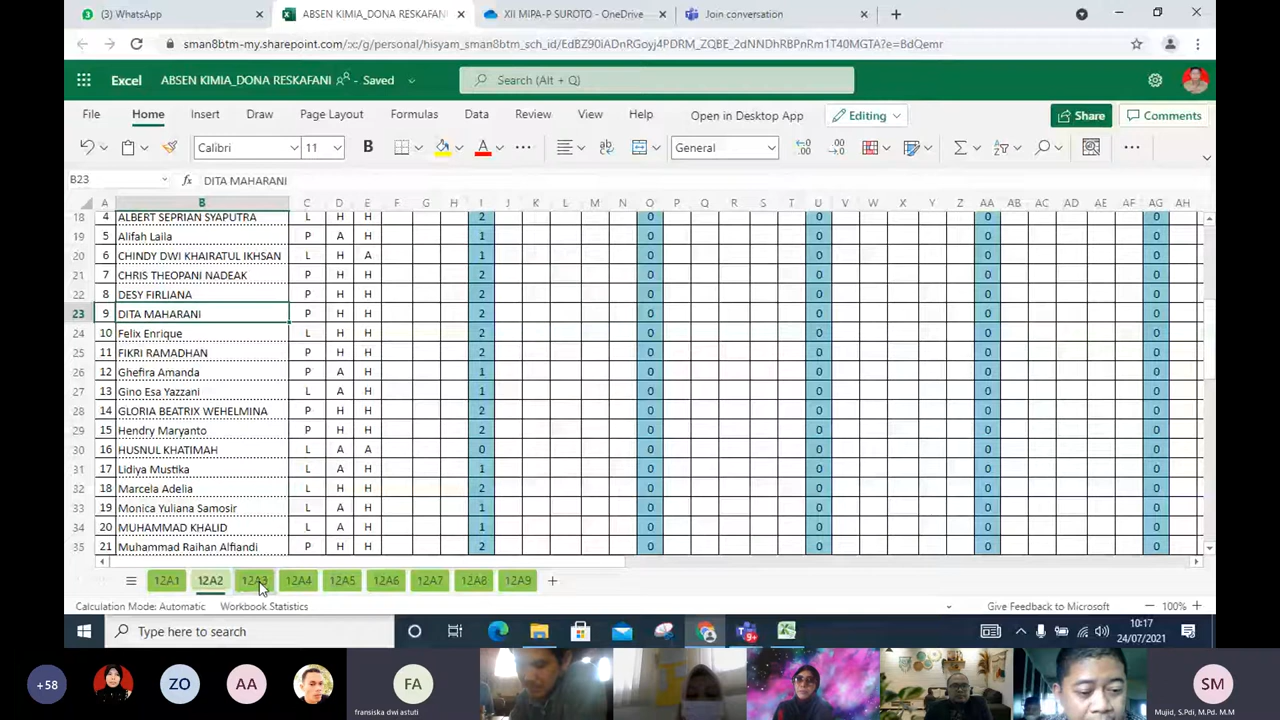 (3) WhatsApp
ABSEN KIMIA_DONA RESKAFANI
XII MIPA-P SUROTO - OneDrive
Join conversation
sman8btm-my.sharepoint.com/:x:/g/personal/hisyam_sman8btm_sch_id/EdBZ90iADnRGoyj4PDRM_ZQBE_2dNNDhRBPnRm1T40MGTA?e=BdQemr
Excel ABSEN KIMIA_DONA RESKAFANI - Saved Search (Alt + Q)
File Home Insert Draw Page Layout Formulas Data Review View Help Open in Desktop App Editing Share Comments
Calibri 11 B A General
B23 fx DITA MAHARANI
A B C D E F G H I K L M N O P Q R S T U V W X Y Z AA AB AC AD AE AF AG AH
18 4 ALBERT SEPRIAN SYAPUTRA L H H 2 0 0 0 0
19 5 Alifah Laila P A H 1 0 0 0 0
20 6 CHINDY DWI KHAIRATUL IKHSAN L H A 1 0 0 0 0
21 7 CHRIS THEOPANI NADEAK P H H 2 0 0 0 0
22 8 DESY FIRLIANA P H H 2 0 0 0 0
23 9 DITA MAHARANI P H H 2 0 0 0 0
24 10 Felix Enrique L H H 2 0 0 0 0
25 11 FIKRI RAMADHAN P H H 2 0 0 0 0
26 12 Ghefira Amanda P A H 1 0 0 0 0
27 13 Gino Esa Yazzani L A H 1 0 0 0 0
28 14 GLORIA BEATRIX WEHELMINA P H H 2 0 0 0 0
29 15 Hendry Maryanto P H H 2 0 0 0 0
30 16 HUSNUL KHATIMAH L A A 0 0 0 0 0
31 17 Lidiya Mustika L A H 1 0 0 0 0
32 18 Marcela Adelia L H H 2 0 0 0 0
33 19 Monica Yuliana Samosir L A H 1 0 0 0 0
34 20 MUHAMMAD KHALID L A H 1 0 0 0 0
35 21 Muhammad Raihan Alfiandi P H H 2 0 0 0 0
12A1 12A2 12A3 12A4 12A5 12A6 12A7 12A8 12A9
Calculation Mode: Automatic Workbook Statistics Give Feedback to Microsoft 100%
Type here to search 9+ 10:17
24/07/2021
+58 ZO AA FA SM
fransiska dwi astuti Mujid, S.Pdi, M.Pd. M.M